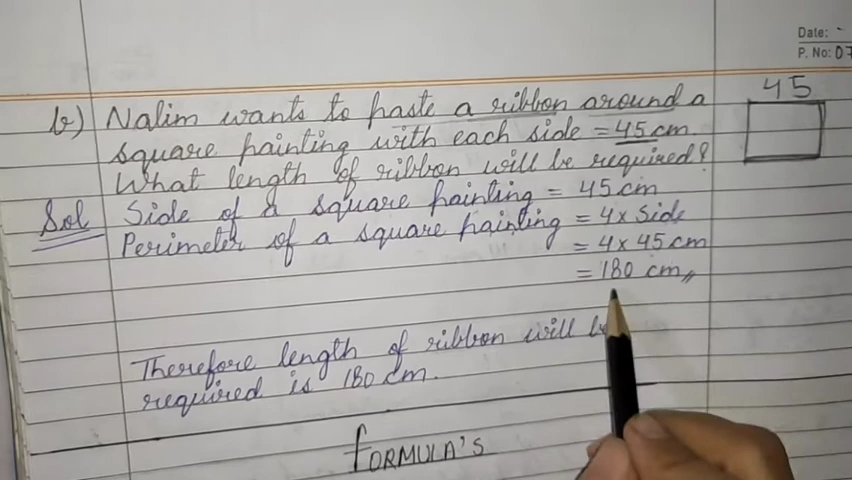 Date:
P. No: 07
45
b) Nalim wants to paste a ribbon around a
square painting with each side = 45 cm
What length of ribbon will be required?
Sol Side of a square painting = 45 cm
Perimeter of a square painting = 4 x Side
= 4 x 45 cm
= 180 cm
Therefore length of ribbon will be
required is 180 cm.
FORMULA'S